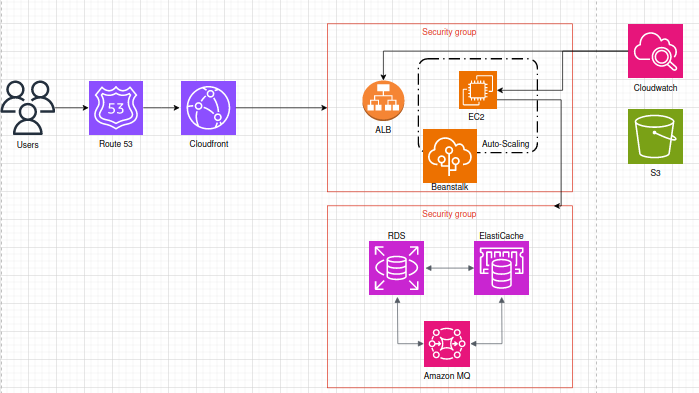 Security group
53
Users
Route 53
Cloudfront
ALB
EC2
Auto-Scaling
Beanstalk
Cloudwatch
S3
Security group
RDS
ElastiCache
Amazon MQ